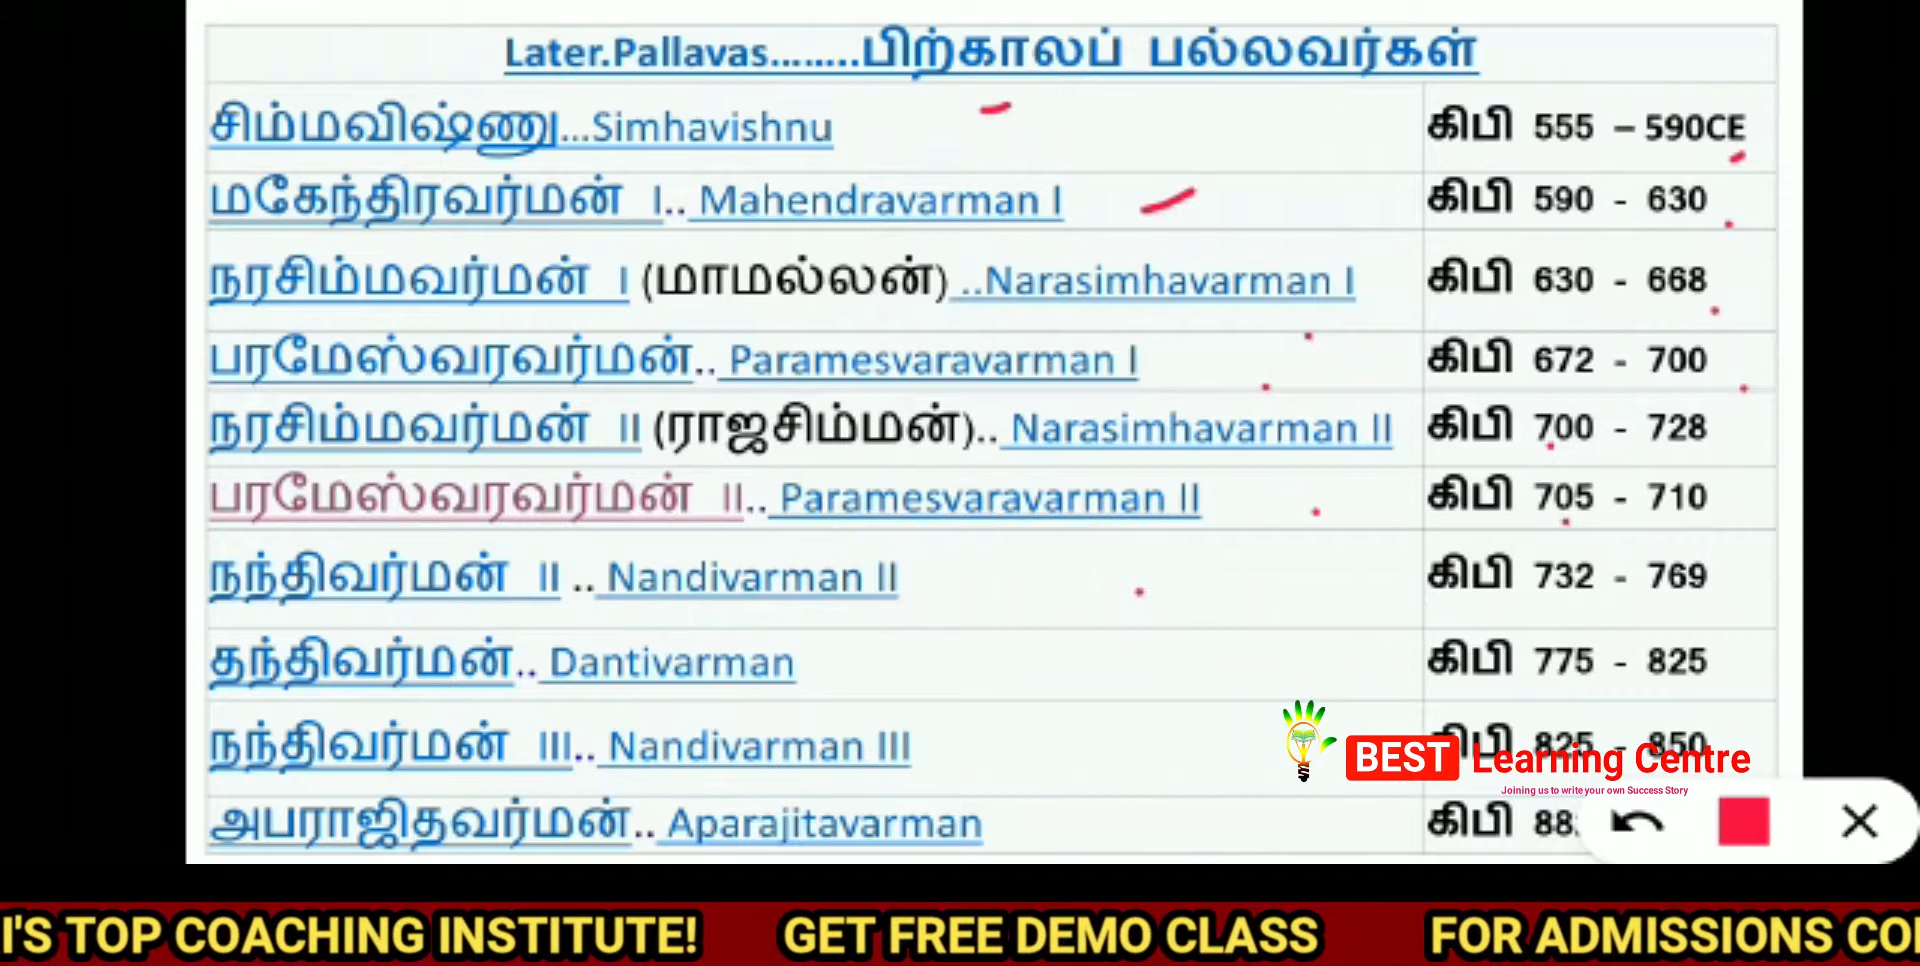 Later.Pallavas........பிற்காலப் பல்லவர்கள்
சிம்மவிஷ்ணு...Simhavishnu கிபி 555 – 590CE
மகேந்திரவர்மன் I.. Mahendravarman I கிபி 590 - 630
நரசிம்மவர்மன் I (மாமல்லன்) ..Narasimhavarman I கிபி 630 - 668
பரமேஸ்வரவர்மன்.. Paramesvaravarman I கிபி 672 - 700
நரசிம்மவர்மன் II (ராஜசிம்மன்).. Narasimhavarman II கிபி 700 - 728
பரமேஸ்வரவர்மன் II.. Paramesvaravarman II கிபி 705 - 710
நந்திவர்மன் II .. Nandivarman II கிபி 732 - 769
தந்திவர்மன்.. Dantivarman கிபி 775 - 825
நந்திவர்மன் III.. Nandivarman III கிபி 825 - 850
BEST Learning Centre
Joining us to write your own Success Story
அபராஜிதவர்மன்.. Aparajitavarman கிபி
I'S TOP COACHING INSTITUTE! GET FREE DEMO CLASS FOR ADMISSIONS